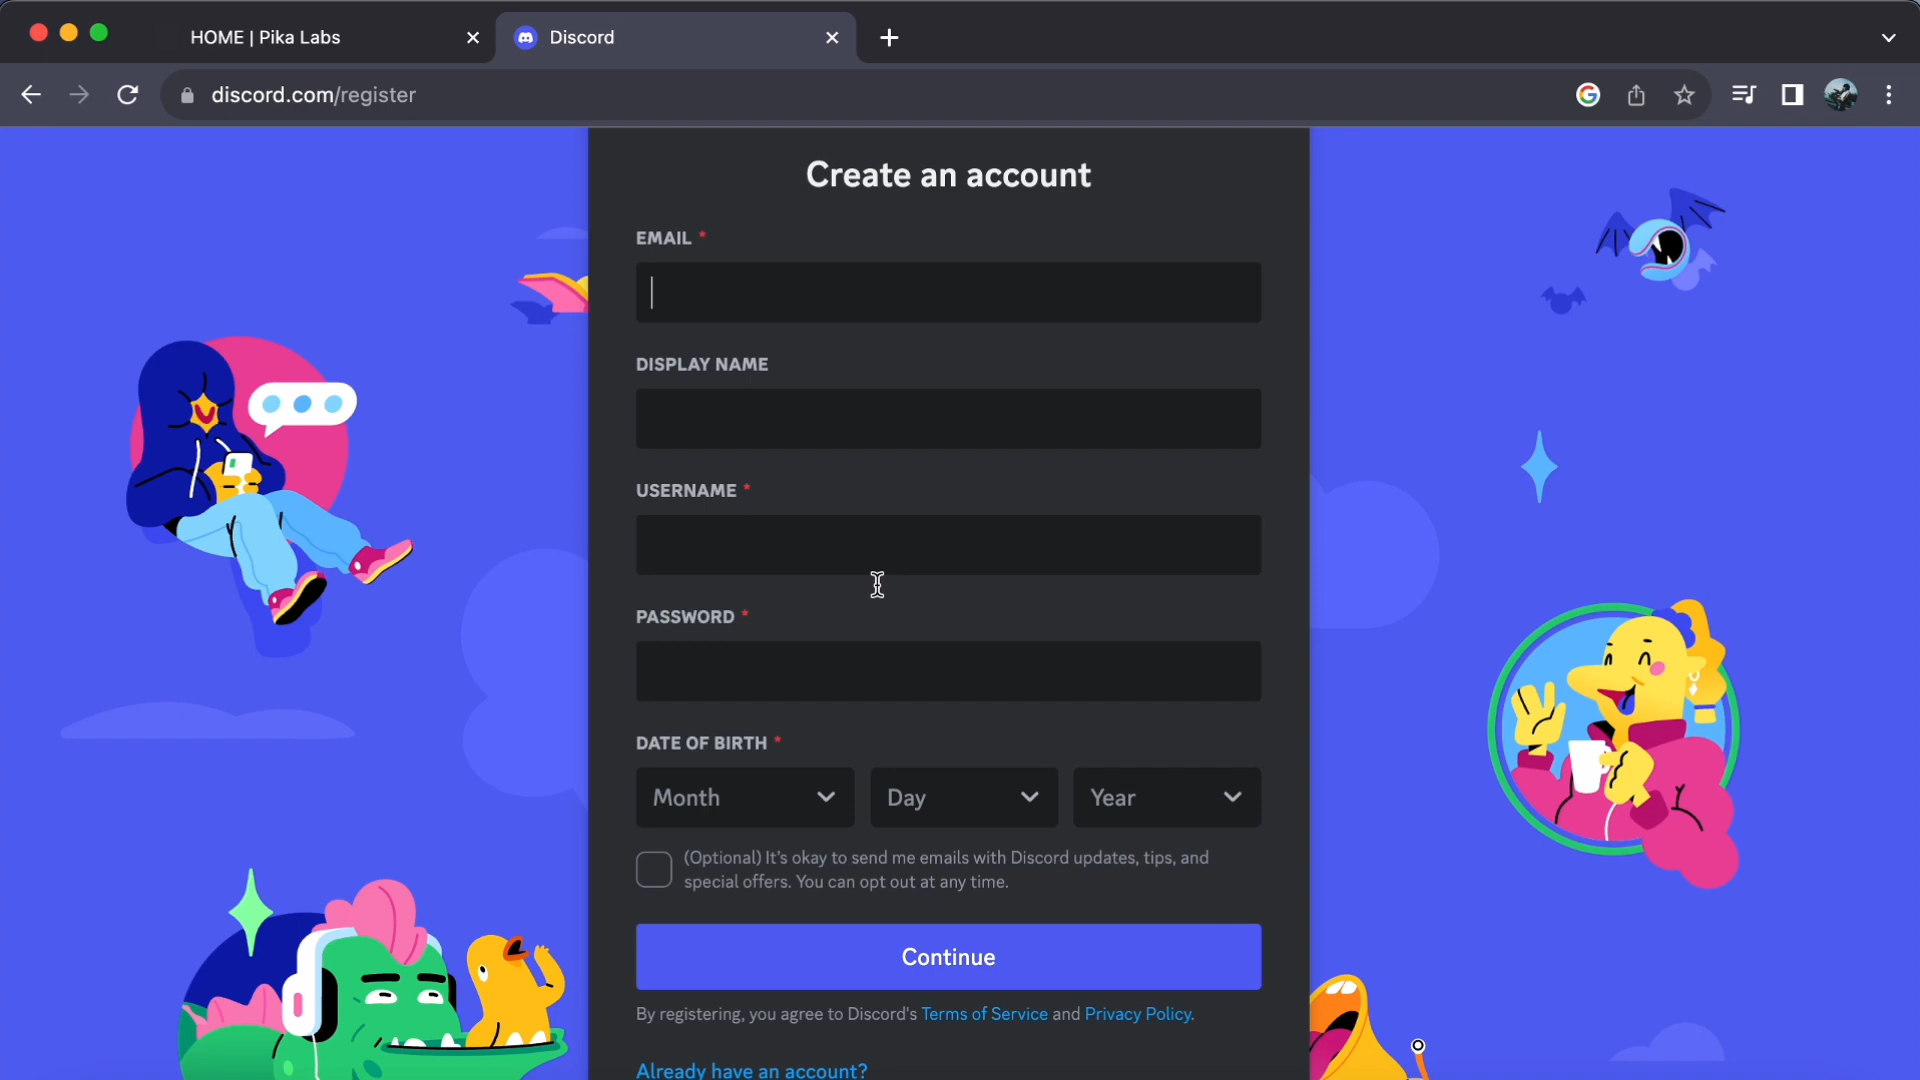 HOME | Pika Labs
Discord
discord.com/register
Create an account
EMAIL *
DISPLAY NAME
USERNAME *
PASSWORD *
DATE OF BIRTH *
Month Day Year
(Optional) It's okay to send me emails with Discord updates, tips, and
special offers. You can opt out at any time.
Continue
By registering, you agree to Discord's Terms of Service and Privacy Policy.
Already have an account?